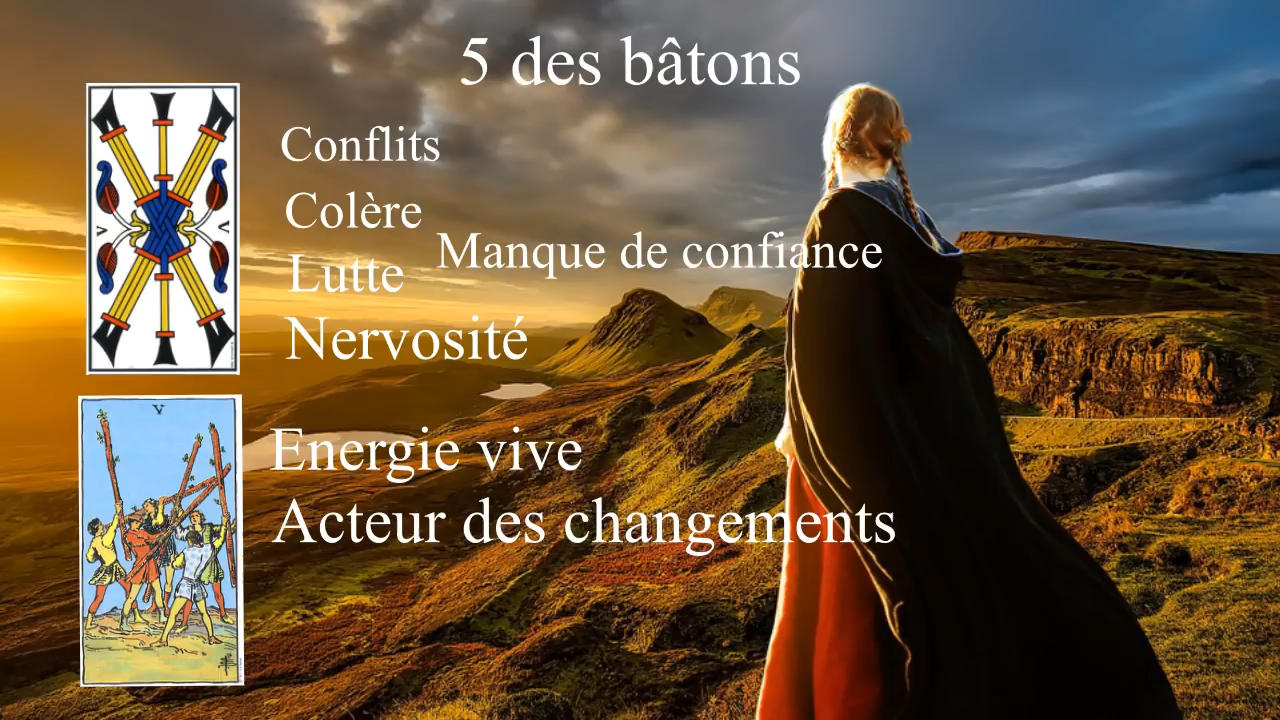 5 des bâtons
Conflits
Colère
Manque de confiance
Lutte
Nervosité
V
V
V
Energie vive
Acteur des changements